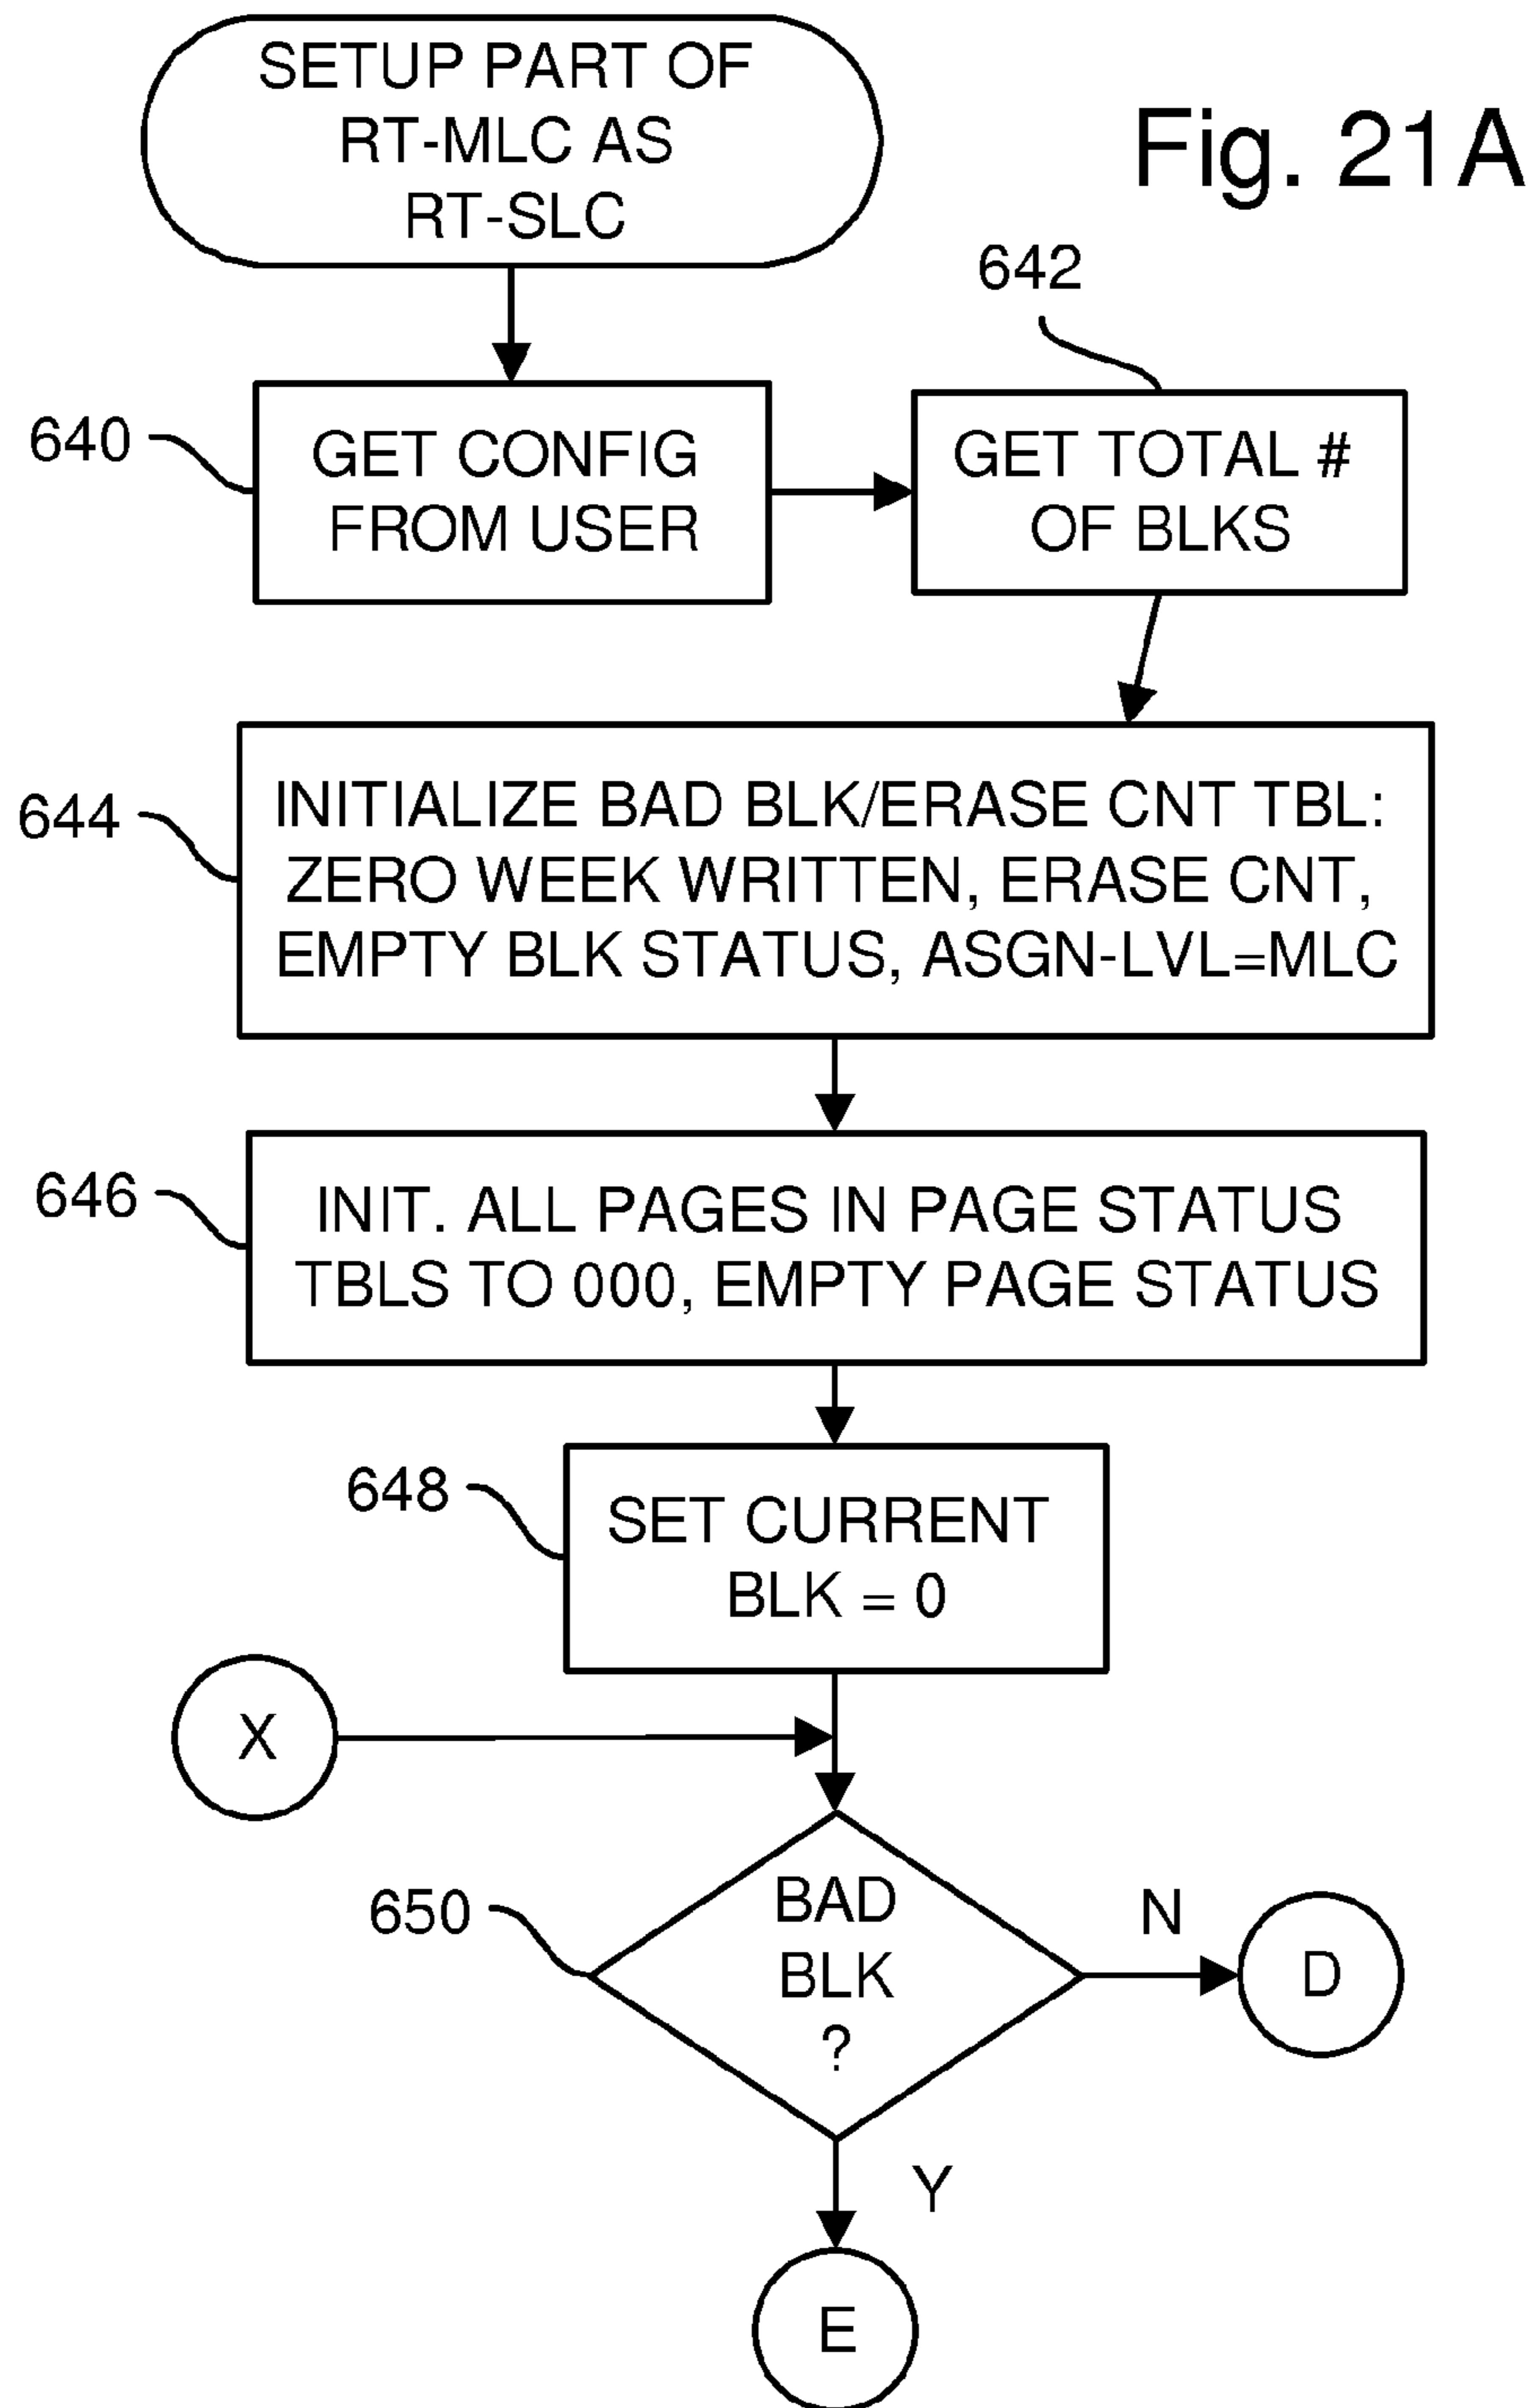 SETUP PART OF
RT-MLC AS
RT-SLC
Fig. 21A
642
640
GET CONFIG
FROM USER
GET TOTAL #
OF BLKS
644
INITIALIZE BAD BLK/ERASE CNT TBL:
ZERO WEEK WRITTEN, ERASE CNT,
EMPTY BLK STATUS, ASGN-LVL=MLC
646
INIT. ALL PAGES IN PAGE STATUS
TBLS TO 000, EMPTY PAGE STATUS
648
SET CURRENT
BLK = 0
X
650
BAD
BLK
?
N
D
Y
E